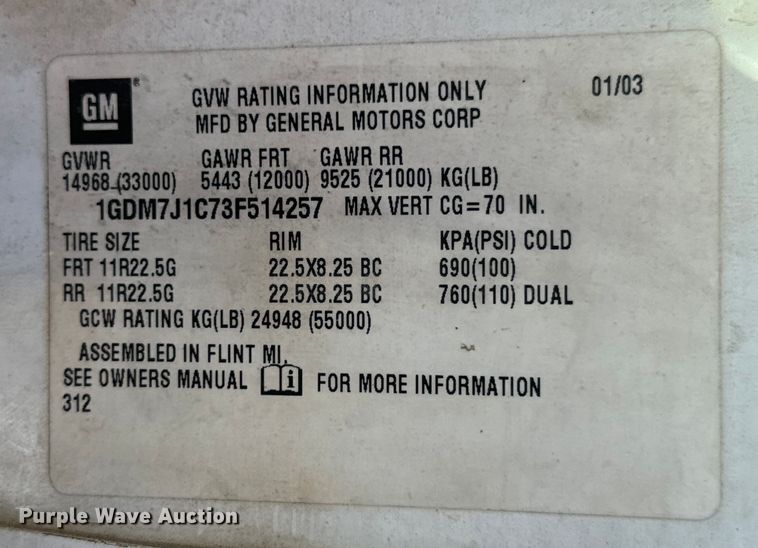 GM ® GVW RATING INFORMATION ONLY 01/03
MFD BY GENERAL MOTORS CORP
GVWR GAWR FRT GAWR RR
14968 (33000) 5443 (12000) 9525 (21000) KG(LB)
1GDM7J1C73F514257 MAX VERT CG=70 IN.
TIRE SIZE RIM KPA(PSI) COLD
FRT 11R22.5G 22.5X8.25 BC 690(100)
RR 11R22.5G 22.5X8.25 BC 760(110) DUAL
GCW RATING KG(LB) 24948 (55000)
ASSEMBLED IN FLINT MI.
SEE OWNERS MANUAL i FOR MORE INFORMATION
312
Purple Wave Auction